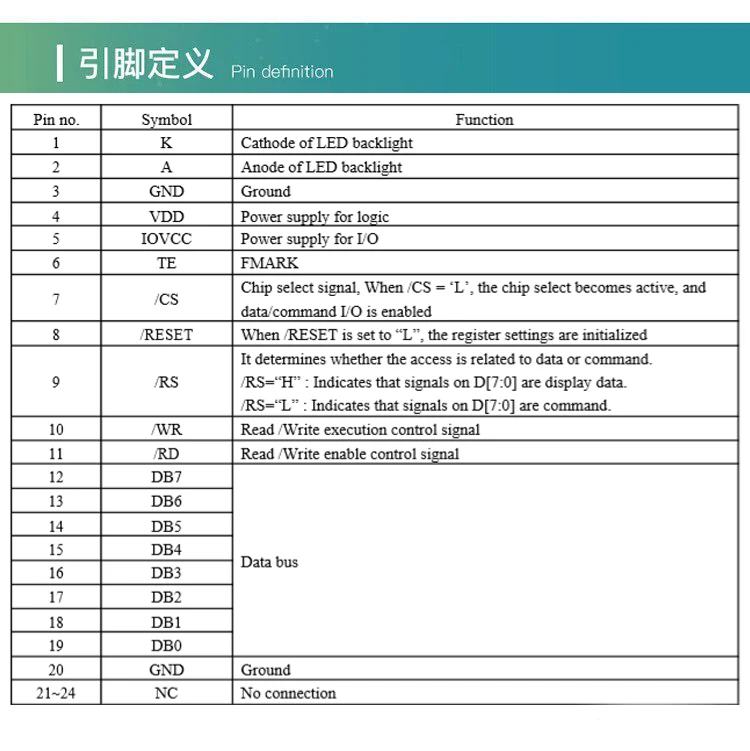 引脚定义 Pin definition
Pin no. Symbol Function
1 K Cathode of LED backlight
2 A Anode of LED backlight
3 GND Ground
4 VDD Power supply for logic
5 IOVCC Power supply for I/O
6 TE FMARK
7 /CS Chip select signal, When /CS = ‘L’, the chip select becomes active, and
data/command I/O is enabled
8 /RESET When /RESET is set to “L”, the register settings are initialized
9 /RS It determines whether the access is related to data or command.
/RS=“H” : Indicates that signals on D[7:0] are display data.
/RS=“L” : Indicates that signals on D[7:0] are command.
10 /WR Read /Write execution control signal
11 /RD Read /Write enable control signal
12 DB7
13 DB6
14 DB5
15 DB4
Data bus
16 DB3
17 DB2
18 DB1
19 DB0
20 GND Ground
21~24 NC No connection